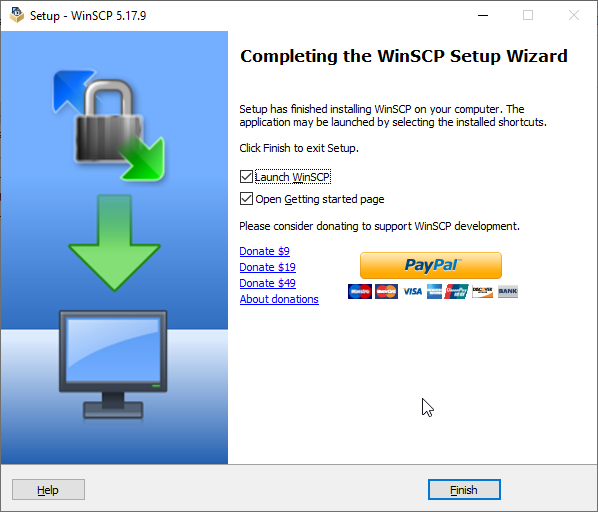 Setup - WinSCP 5.17.9
Completing the WinSCP Setup Wizard
Setup has finished installing WinSCP on your computer. The
application may be launched by selecting the installed shortcuts.
Click Finish to exit Setup.
Launch WinSCP
Open Getting started page
Please consider donating to support WinSCP development.
Donate $9
Donate $19
Donate $49
About donations
PayPal
Maestro MasterCard VISA DISCOVER BANK
Help
Finish